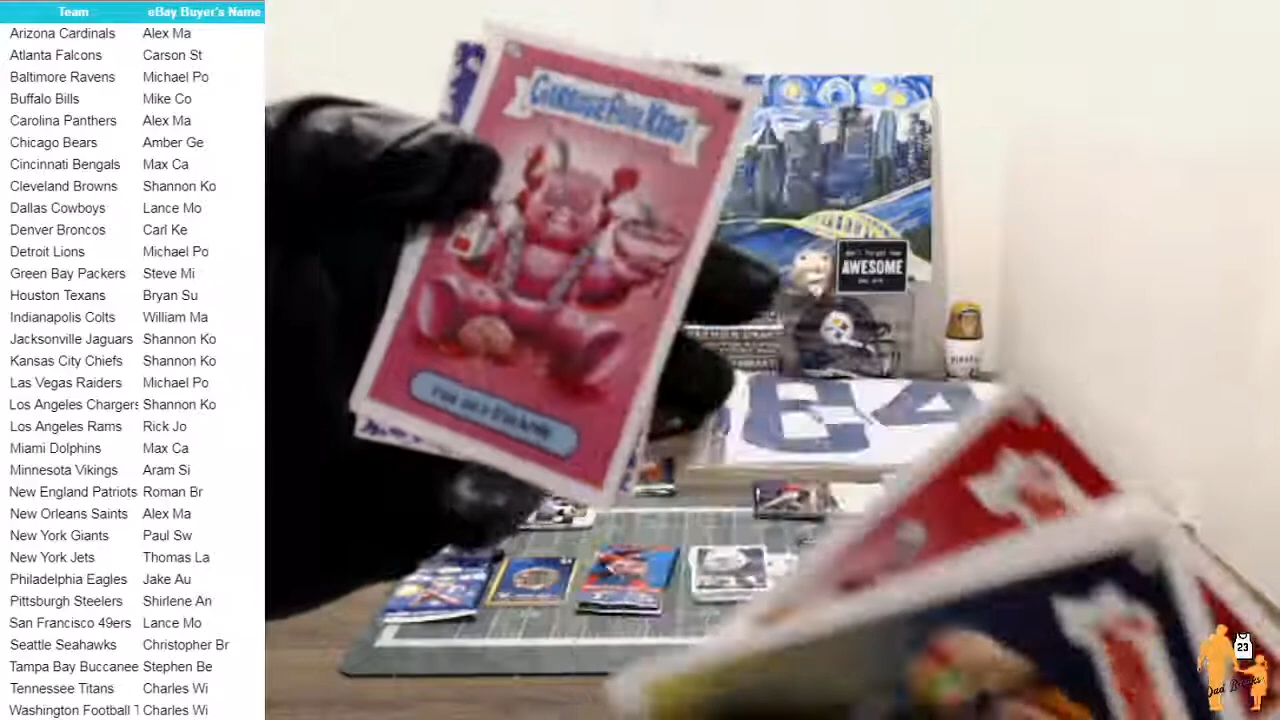 Team eBay Buyer's Name
Arizona Cardinals Alex Ma
Atlanta Falcons Carson St
Baltimore Ravens Michael Po
Buffalo Bills Mike Co
Carolina Panthers Alex Ma
Chicago Bears Amber Ge
Cincinnati Bengals Max Ca
Cleveland Browns Shannon Ko
Dallas Cowboys Lance Mo
Denver Broncos Carl Ke
Detroit Lions Michael Po
Green Bay Packers Steve Mi
Houston Texans Bryan Su
Indianapolis Colts William Ma
Jacksonville Jaguars Shannon Ko
Kansas City Chiefs Shannon Ko
Las Vegas Raiders Michael Po
Los Angeles Chargers Shannon Ko
Los Angeles Rams Rick Jo
Miami Dolphins Max Ca
Minnesota Vikings Aram Si
New England Patriots Roman Br
New Orleans Saints Alex Ma
New York Giants Paul Sw
New York Jets Thomas La
Philadelphia Eagles Jake Au
Pittsburgh Steelers Shirlene An
San Francisco 49ers Lance Mo
Seattle Seahawks Christopher Br
Tampa Bay Buccanee Stephen Be
Tennessee Titans Charles Wi
Washington Football T Charles Wi
Garbage Pail Kids
AWESOME
23
Dad Breaks